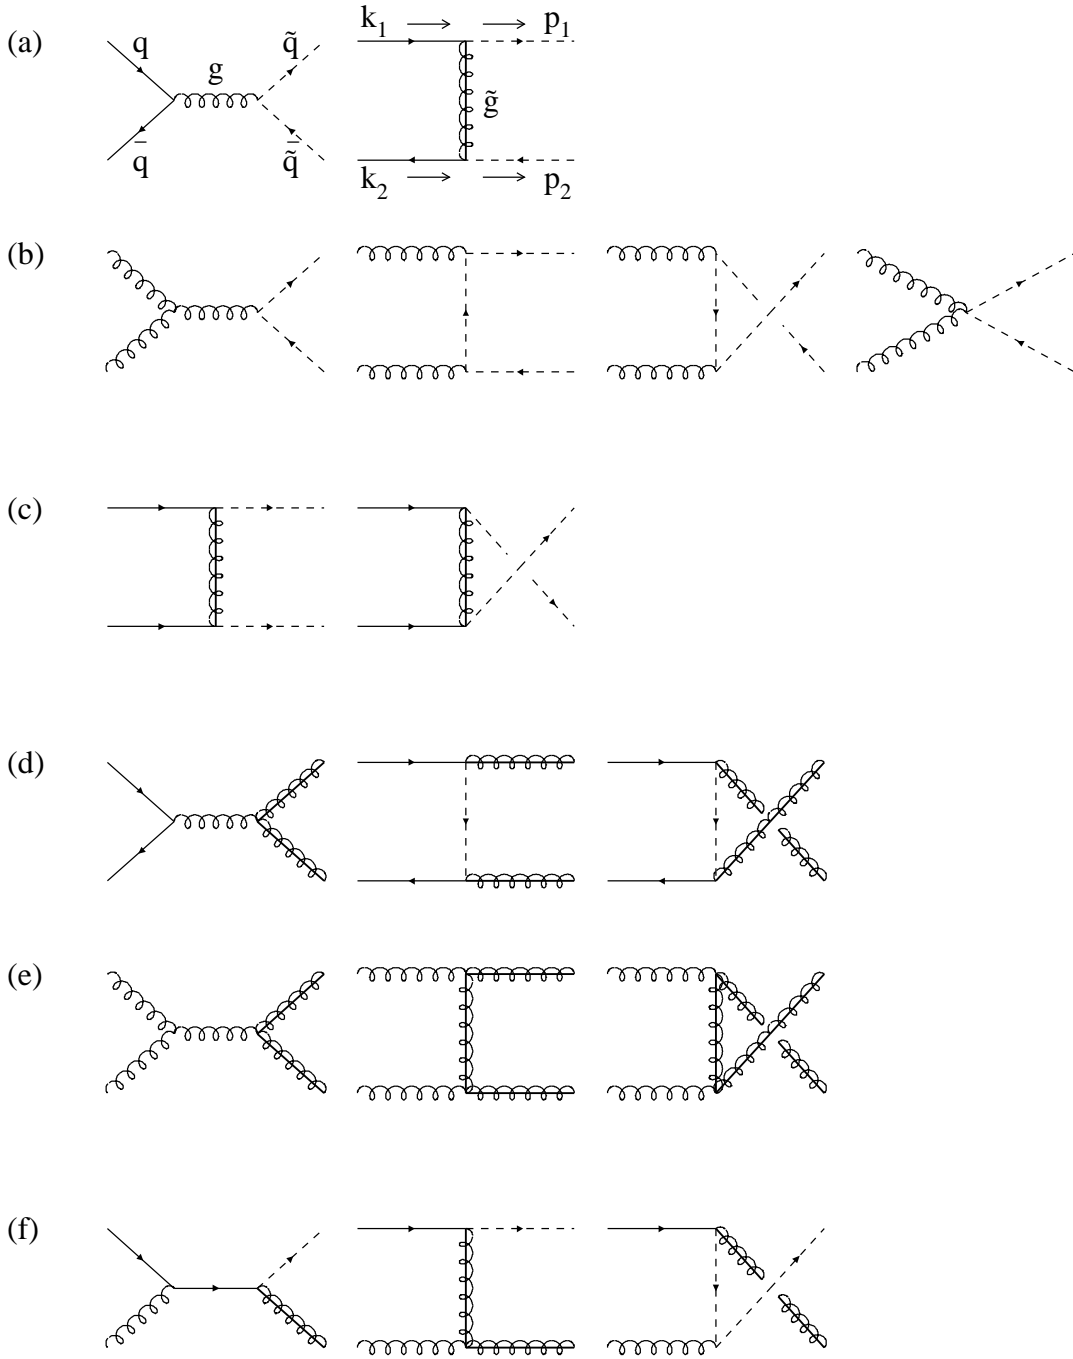 (a) q g q̃ k₁ p₁
q̄ q̃̄ g̃ k₂ p₂
(b)
(c)
(d)
(e)
(f)